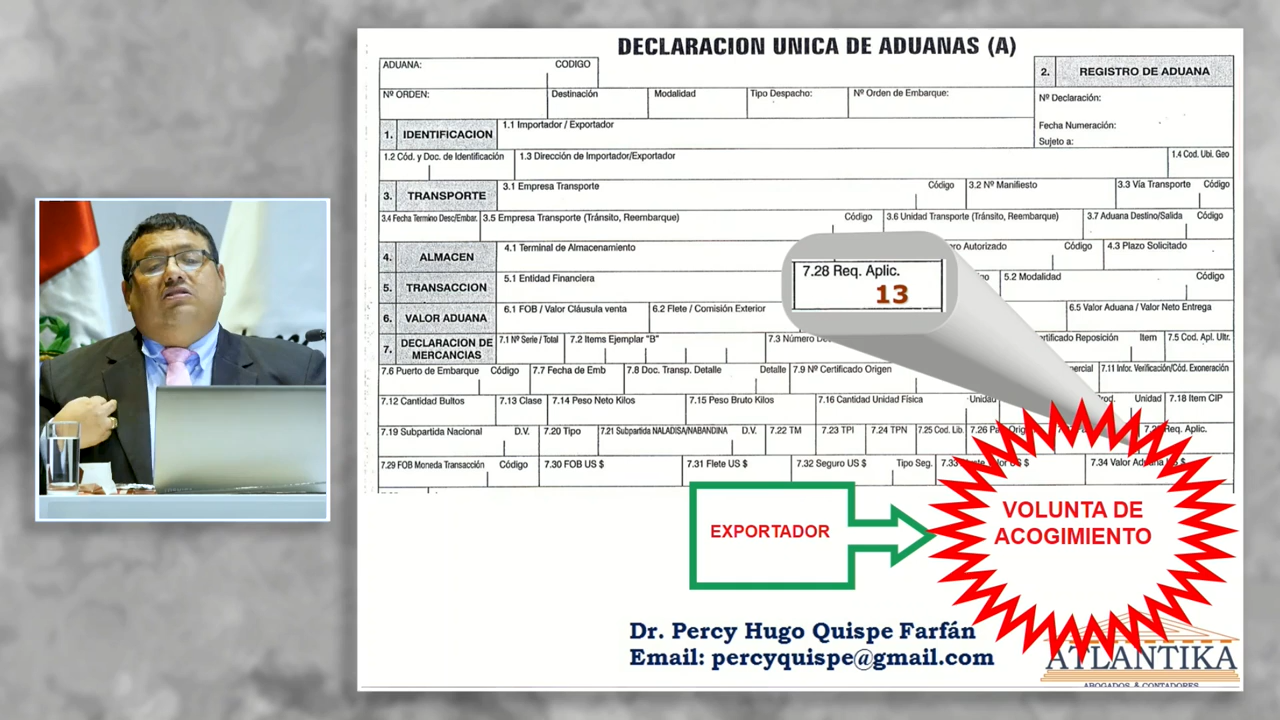 DECLARACION UNICA DE ADUANAS (A)
ADUANA: CODIGO
2. REGISTRO DE ADUANA
Nº ORDEN: Destinación Modalidad Tipo Despacho: Nº Orden de Embarque:
Nº Declaración:
1. IDENTIFICACION 1.1 Importador / Exportador
Fecha Numeración:
Sujeto a:
1.2 Cód. y Doc. de Identificación 1.3 Dirección de Importador/Exportador 1.4 Cod. Ubi. Geo
3. TRANSPORTE 3.1 Empresa Transporte Código 3.2 Nº Manifiesto 3.3 Vía Transporte Código
3.4 Fecha Termino Desc/Embar. 3.5 Empresa Transporte (Tránsito, Reembarque) Código 3.6 Unidad Transporte (Tránsito, Reembarque) 3.7 Aduana Destino/Salida Código
4. ALMACEN 4.1 Terminal de Almacenamiento Autorizado Código 4.3 Plazo Solicitado
5. TRANSACCION 5.1 Entidad Financiera 5.2 Modalidad Código
7.28 Req. Aplic.
13
6. VALOR ADUANA 6.1 FOB / Valor Cláusula venta 6.2 Flete / Comisión Exterior 6.5 Valor Aduana / Valor Neto Entrega
7. DECLARACION DE MERCANCIAS 7.1 Nº Serie / Total 7.2 Items Ejemplar "B" 7.3 Número Reposición Item 7.5 Cod. Apl. Ultr.
7.6 Puerto de Embarque Código 7.7 Fecha de Emb 7.8 Doc. Transp. Detalle Detalle 7.9 Nº Certificado Origen 7.11 Infor. Verificación/Cód. Exoneración
7.12 Cantidad Bultos 7.13 Clase 7.14 Peso Neto Kilos 7.15 Peso Bruto Kilos 7.16 Cantidad Unidad Física Unidad 7.18 Item CIP
7.19 Subpartida Nacional D.V. 7.20 Tipo 7.21 Subpartida NALADISA/NABANDINA D.V. 7.22 TM 7.23 TPI 7.24 TPN 7.25 Cod. Lib. 7.26 Req. Aplic.
7.29 FOB Moneda Transacción Código 7.30 FOB US $ 7.31 Flete US $ 7.32 Seguro US $ Tipo Seg. 7.33 7.34 Valor
EXPORTADOR
VOLUNTA DE
ACOGIMIENTO
Dr. Percy Hugo Quispe Farfán
Email: percyquispe@gmail.com
ATLANTIKA
ABOGADOS & CONTADORES